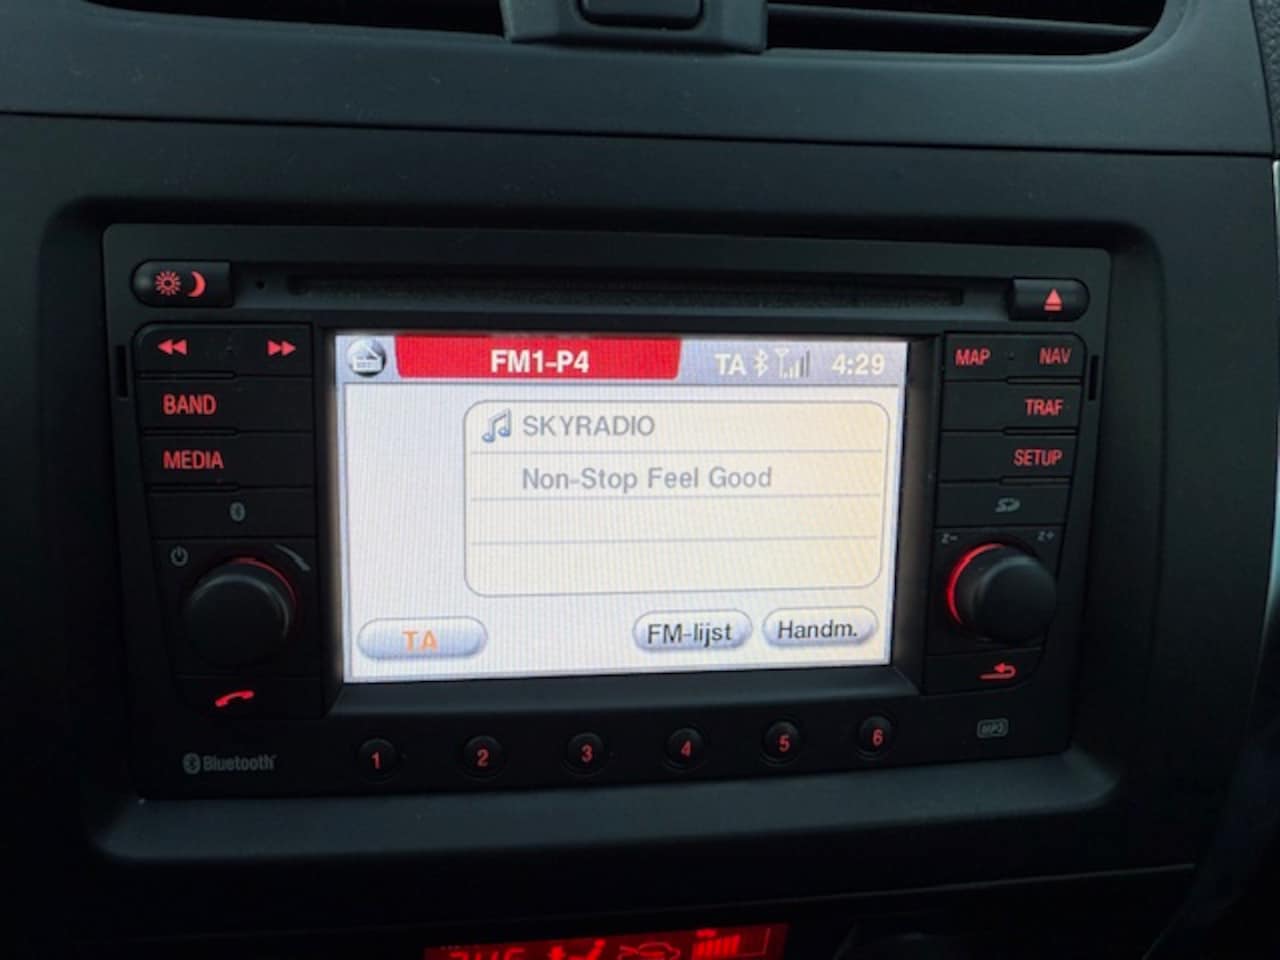 FM1-P4 TA 4:29
MAP NAV
BAND
TRAF
SKYRADIO
MEDIA
SETUP
Non-Stop Feel Good
z- z+
TA FM-lijst Handm.
1 2 3 4 5 6
MP3
Bluetooth